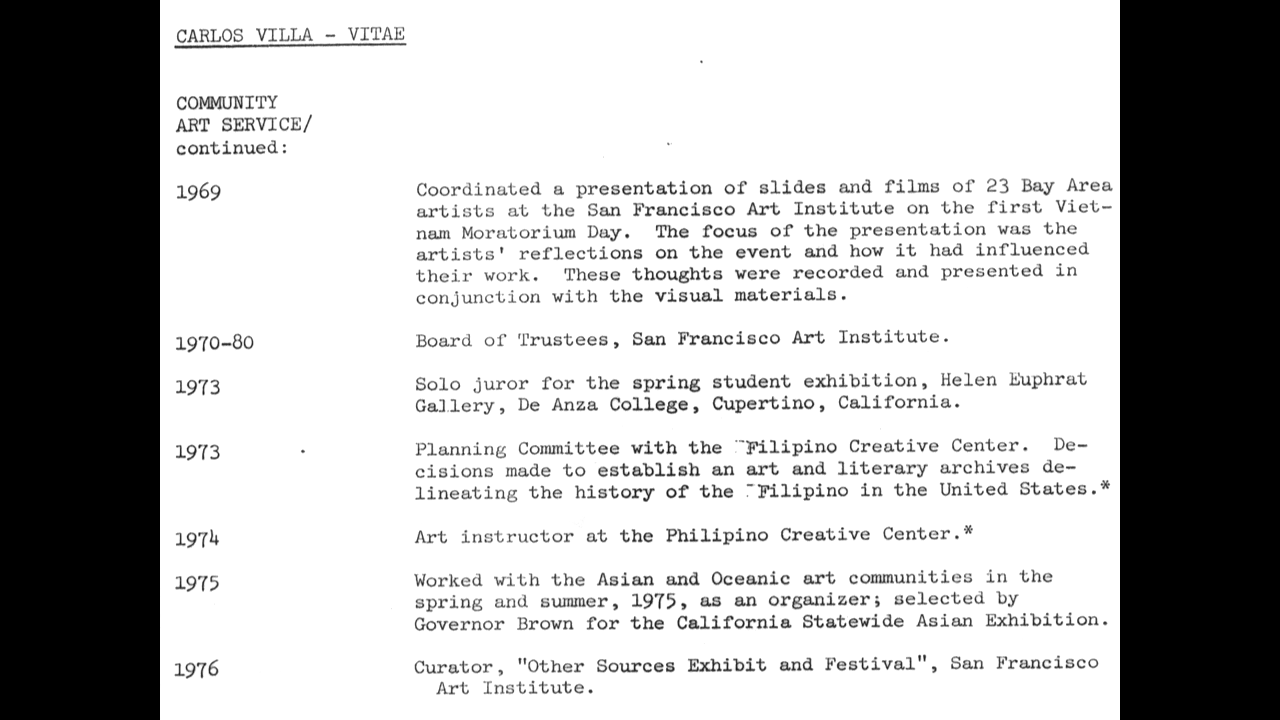 CARLOS VILLA - VITAE
COMMUNITY
ART SERVICE/
continued:
1969 Coordinated a presentation of slides and films of 23 Bay Area
artists at the San Francisco Art Institute on the first Viet-
nam Moratorium Day. The focus of the presentation was the
artists' reflections on the event and how it had influenced
their work. These thoughts were recorded and presented in
conjunction with the visual materials.
1970-80 Board of Trustees, San Francisco Art Institute.
1973 Solo juror for the spring student exhibition, Helen Euphrat
Gallery, De Anza College, Cupertino, California.
1973 Planning Committee with the Filipino Creative Center. De-
cisions made to establish an art and literary archives de-
lineating the history of the Filipino in the United States.*
1974 Art instructor at the Philipino Creative Center.*
1975 Worked with the Asian and Oceanic art communities in the
spring and summer, 1975, as an organizer; selected by
Governor Brown for the California Statewide Asian Exhibition.
1976 Curator, "Other Sources Exhibit and Festival", San Francisco
Art Institute.